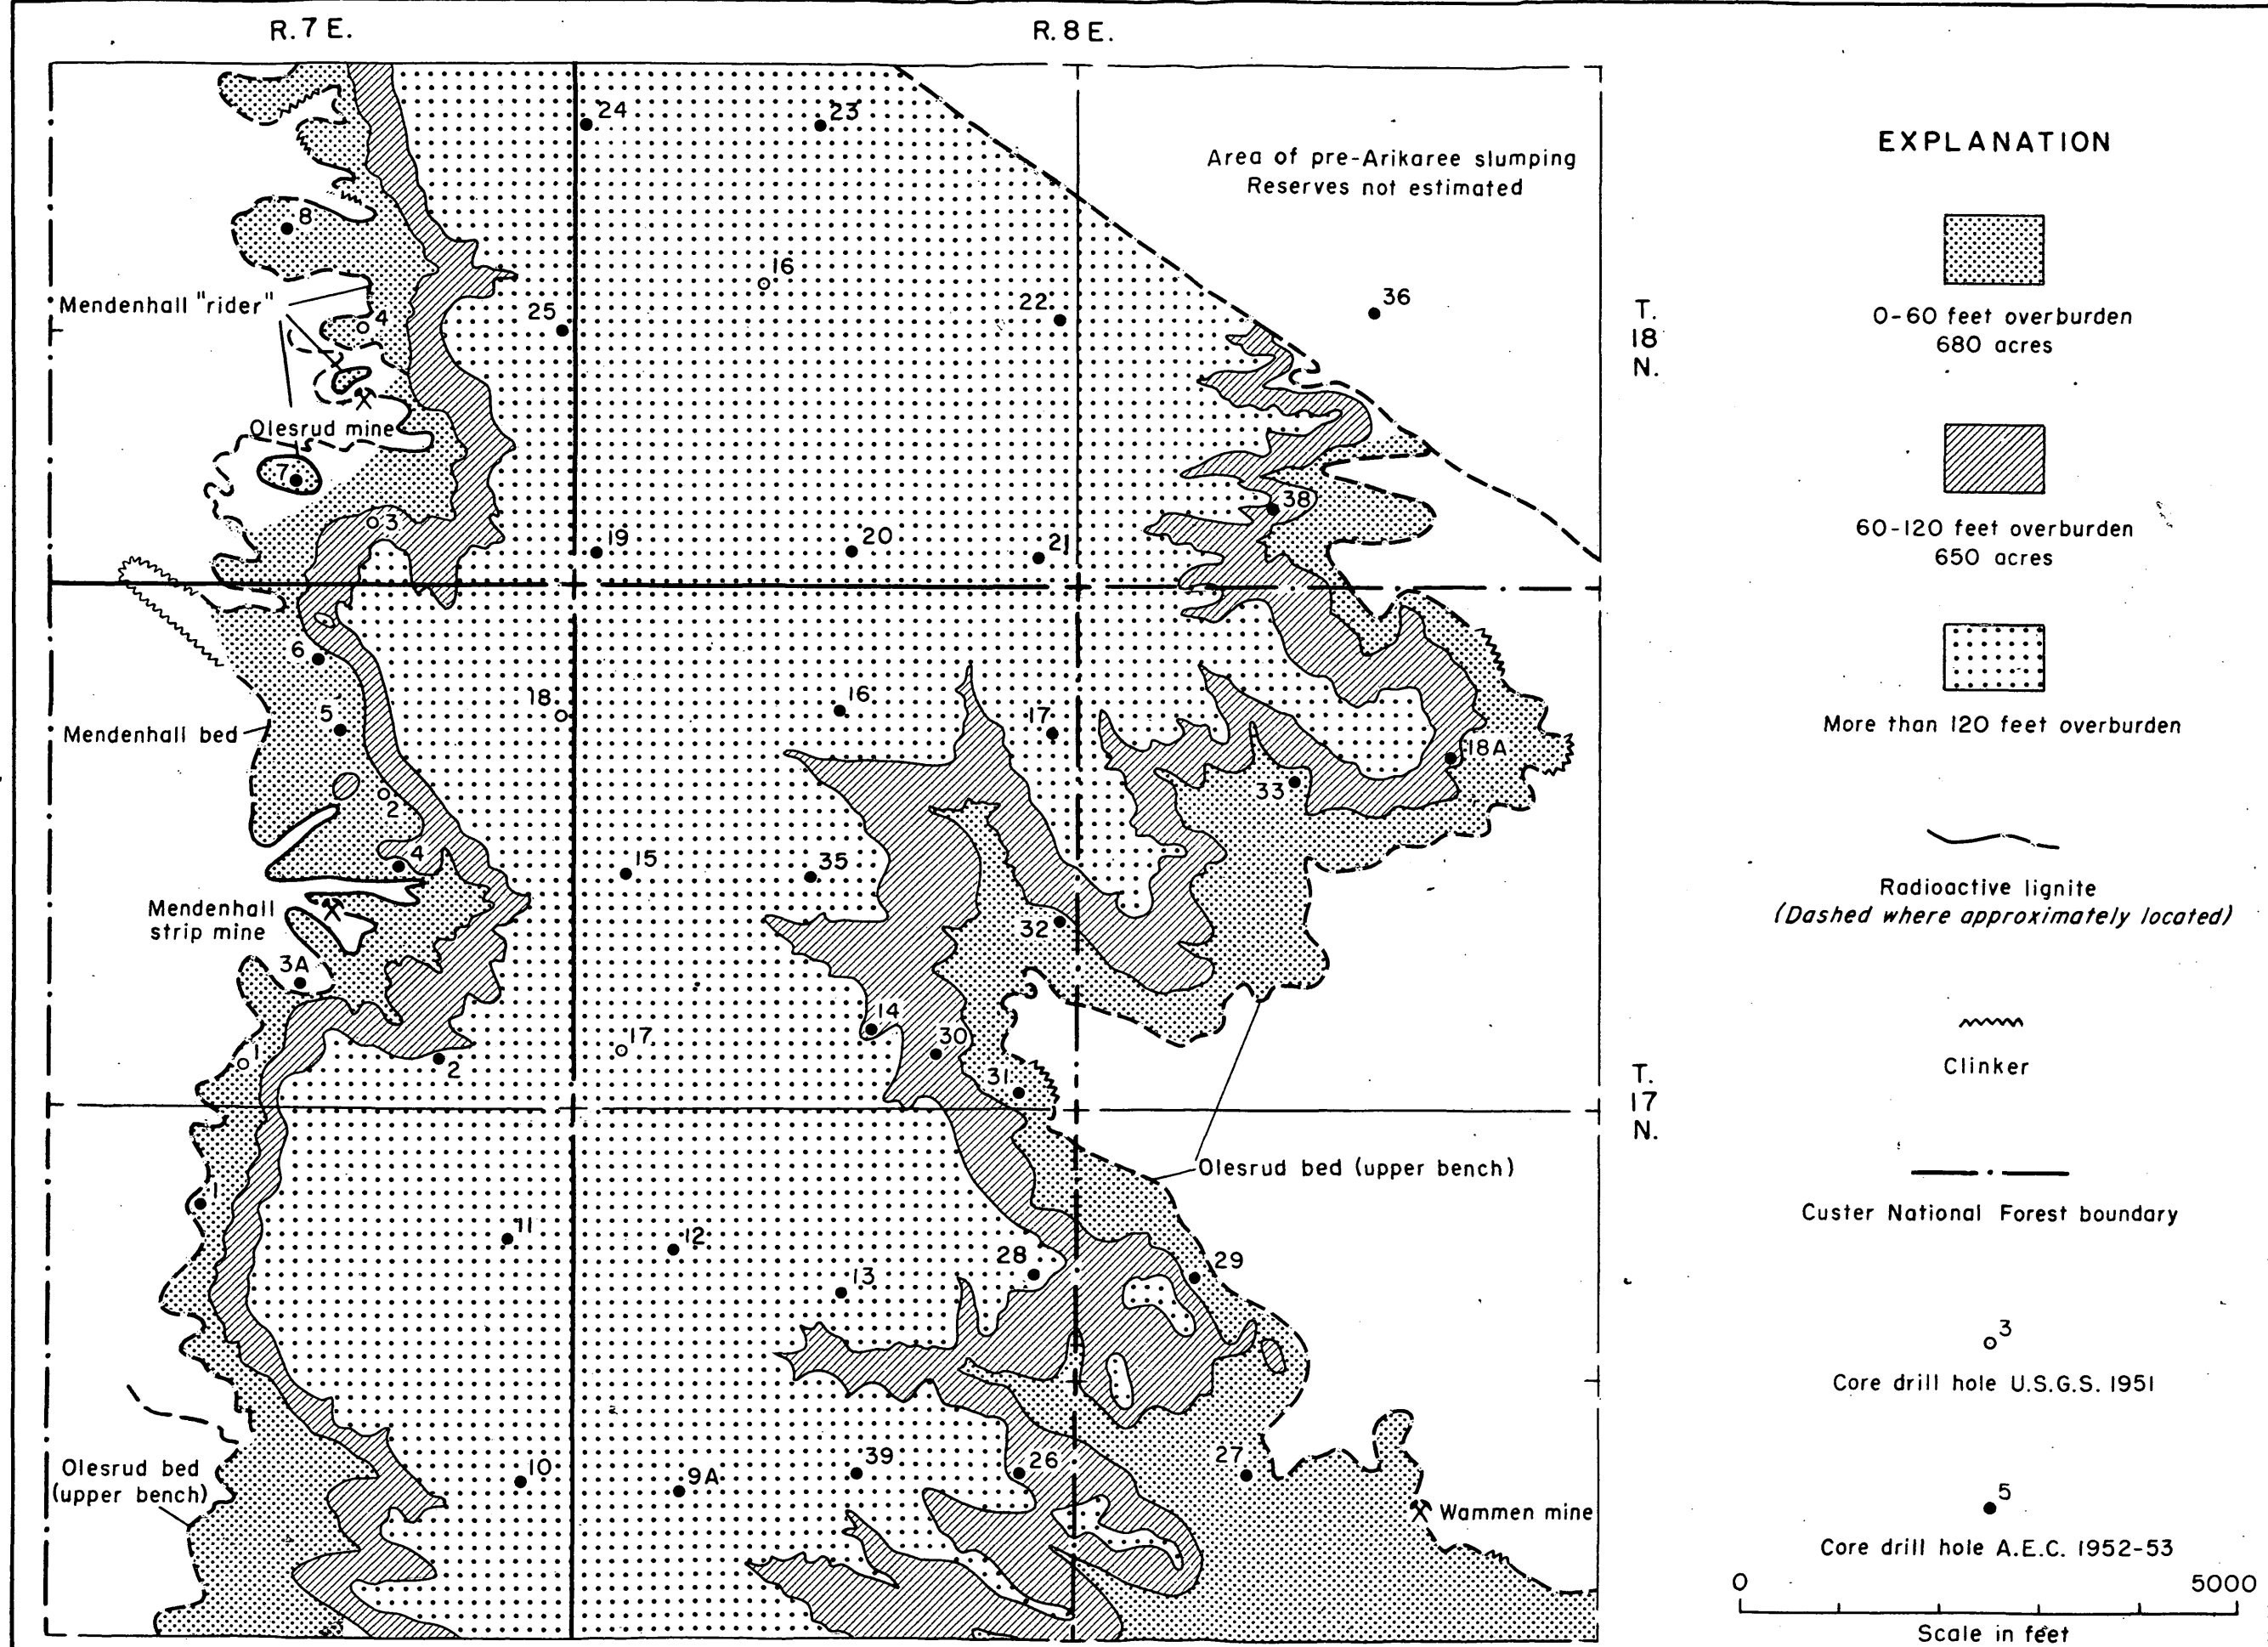 R. 7 E.
R. 8 E.
24
23
Area of pre-Arikaree slumping
Reserves not estimated
8
16
Mendenhall "rider"
4
25
22
36
T.
18
N.
Olesrud mine
7
3
38
19
20
21
6
18
16
17
5
Mendenhall bed
18A
33
2
4
15
35
Mendenhall
strip mine
32
3A
14
1
17
30
2
31
T.
17
N.
Olesrud bed (upper bench)
1
11
12
28
29
13
10
9A
39
26
27
Olesrud bed
(upper bench)
Wammen mine
EXPLANATION
0-60 feet overburden
680 acres
60-120 feet overburden
650 acres
More than 120 feet overburden
Radioactive lignite
(Dashed where approximately located)
Clinker
Custer National Forest boundary
3
Core drill hole U.S.G.S. 1951
5
Core drill hole A.E.C. 1952-53
0
5000
Scale in feet